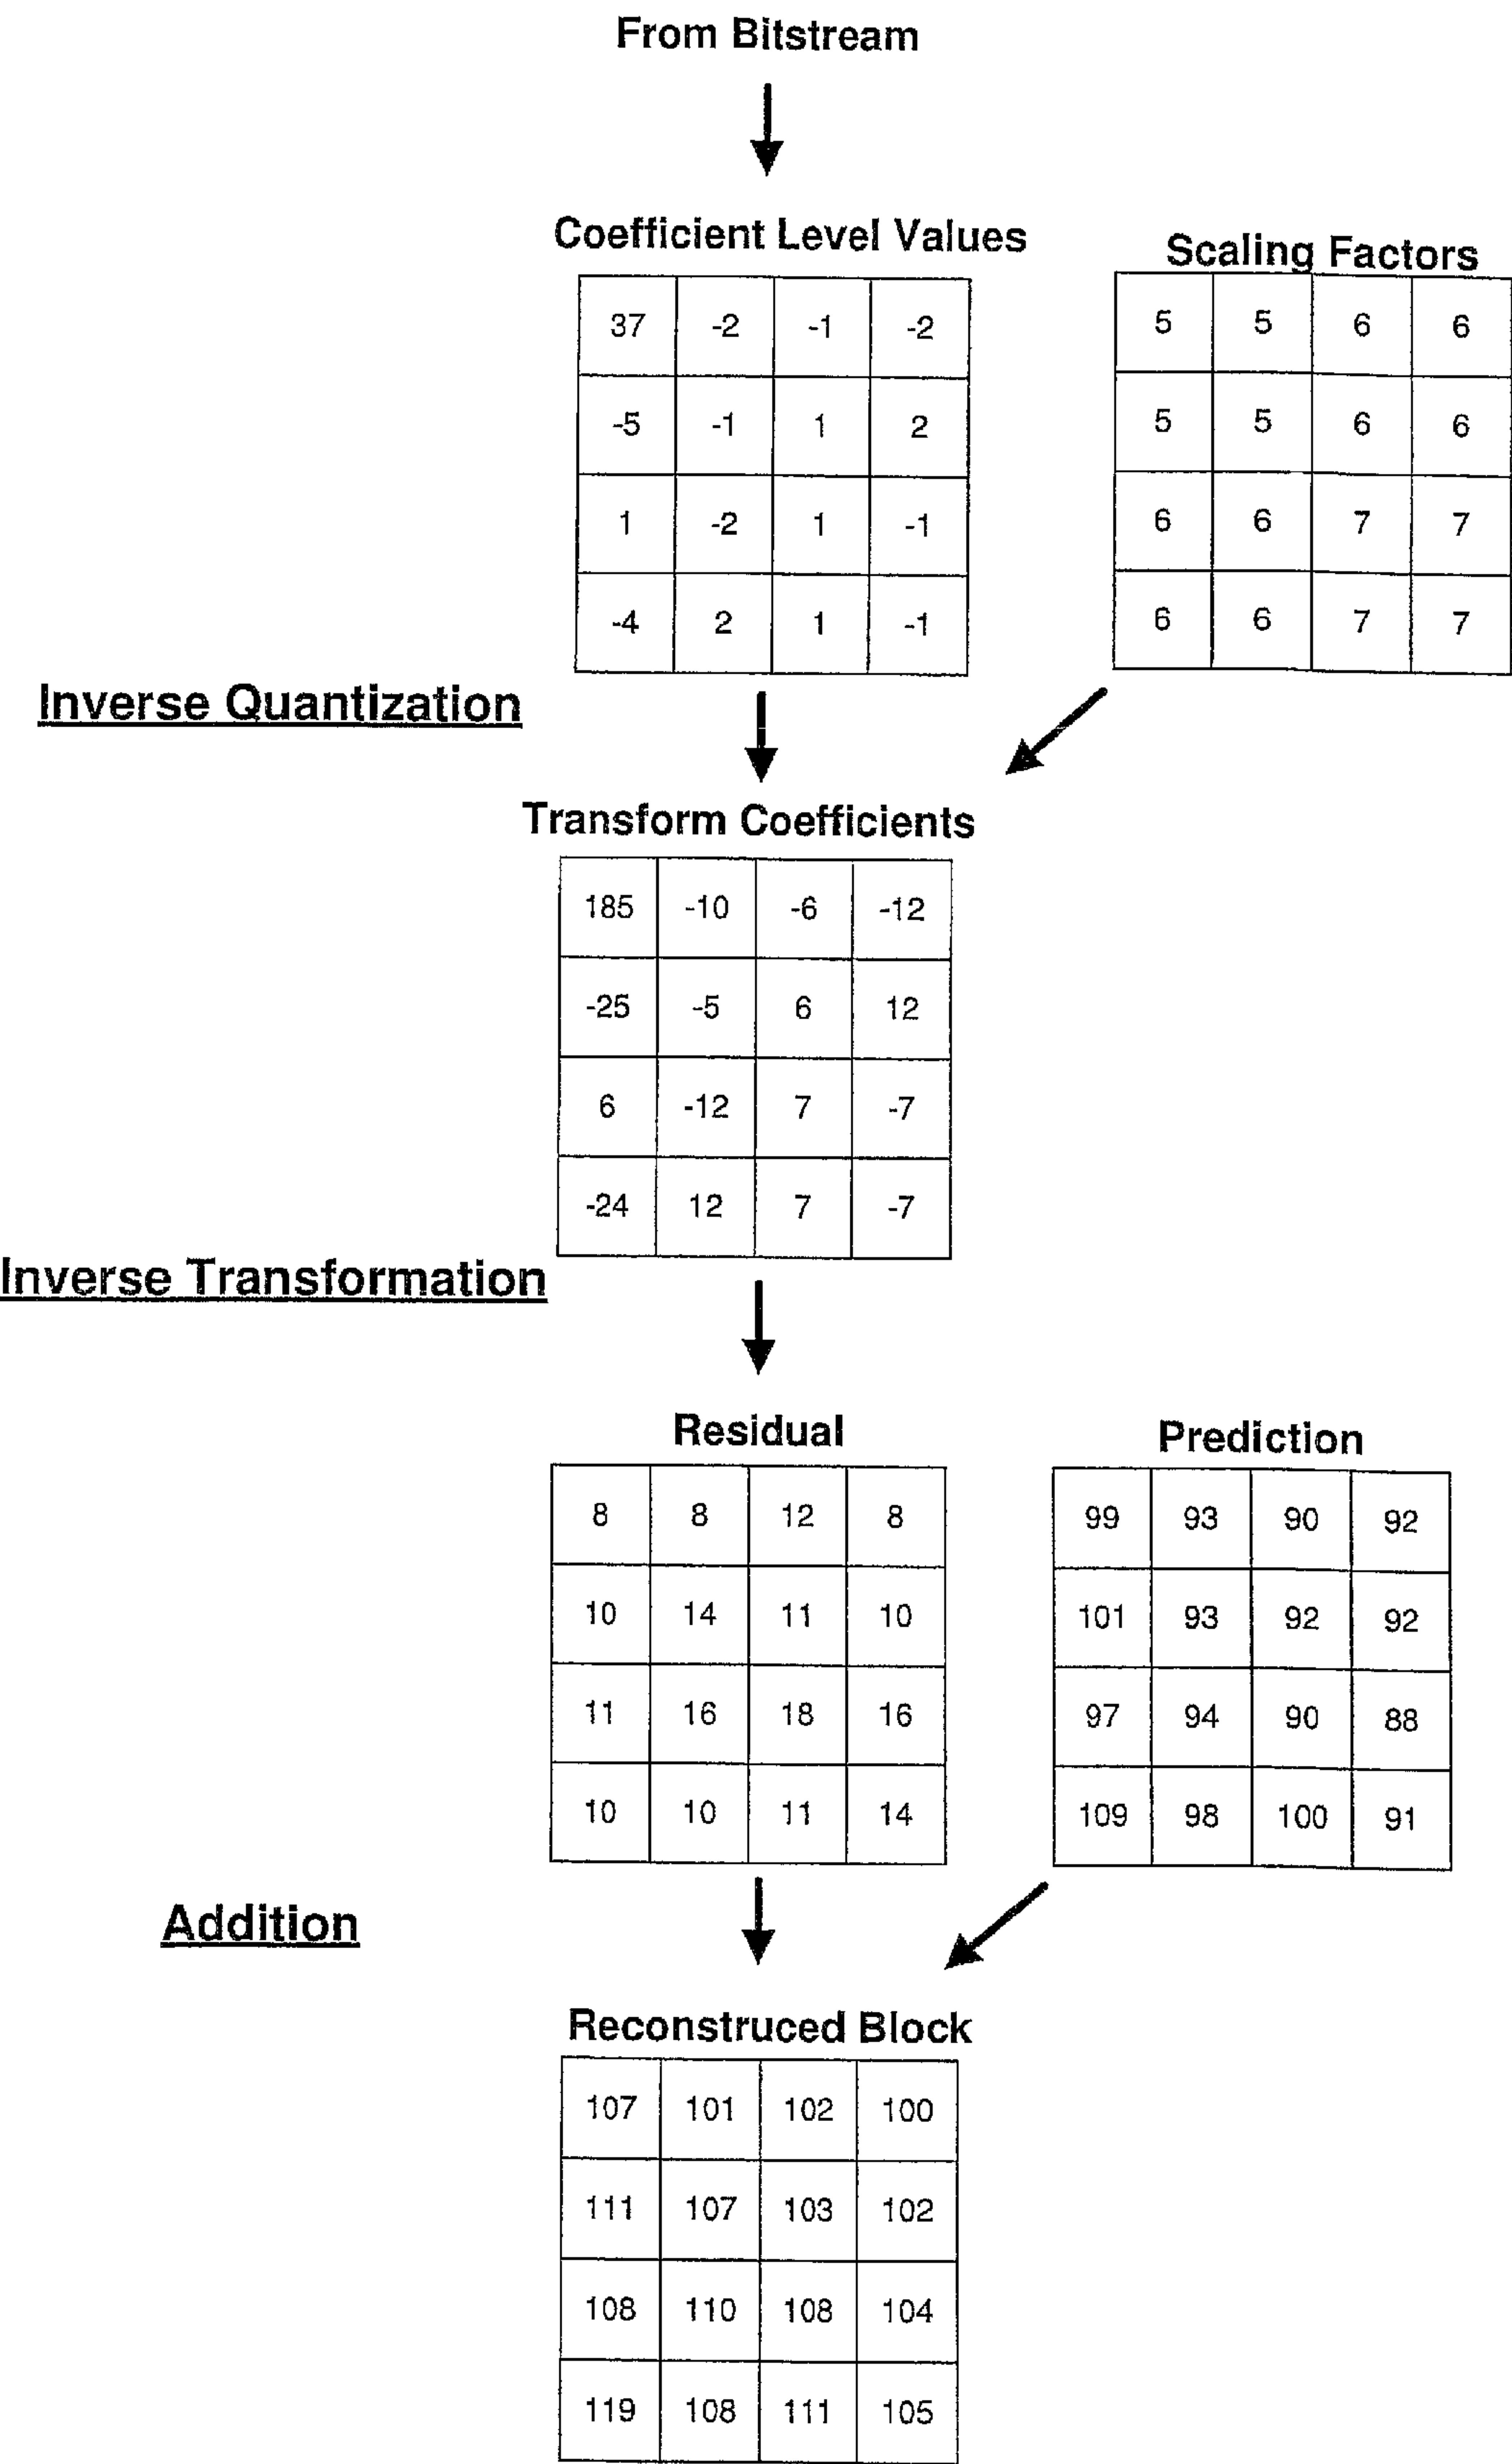 From Bitstream
Coefficient Level Values
Scaling Factors
37 -2 -1 -2
5 5 6 6
-5 -1 1 2
5 5 6 6
1 -2 1 -1
6 6 7 7
-4 2 1 -1
6 6 7 7
Inverse Quantization
Transform Coefficients
185 -10 -6 -12
-25 -5 6 12
6 -12 7 -7
-24 12 7 -7
Inverse Transformation
Residual
Prediction
8 8 12 8
99 93 90 92
10 14 11 10
101 93 92 92
11 16 18 16
97 94 90 88
10 10 11 14
109 98 100 91
Addition
Reconstruced Block
107 101 102 100
111 107 103 102
108 110 108 104
119 108 111 105